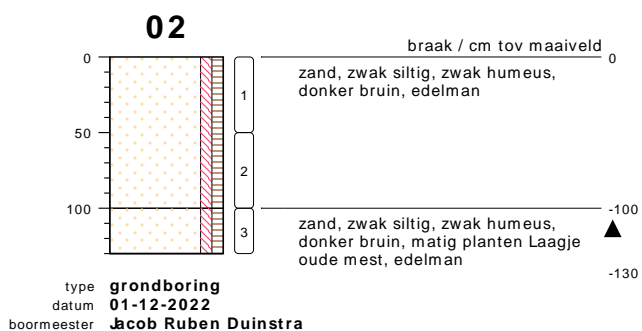 02
braak / cm tov maaiveld
0
0
zand, zwak siltig, zwak humeus,
donker bruin, edelman
1
50
2
100
-100
zand, zwak siltig, zwak humeus,
donker bruin, matig planten Laagje
oude mest, edelman
3
-130
type grondboring
datum 01-12-2022
boormeester Jacob Ruben Duinstra